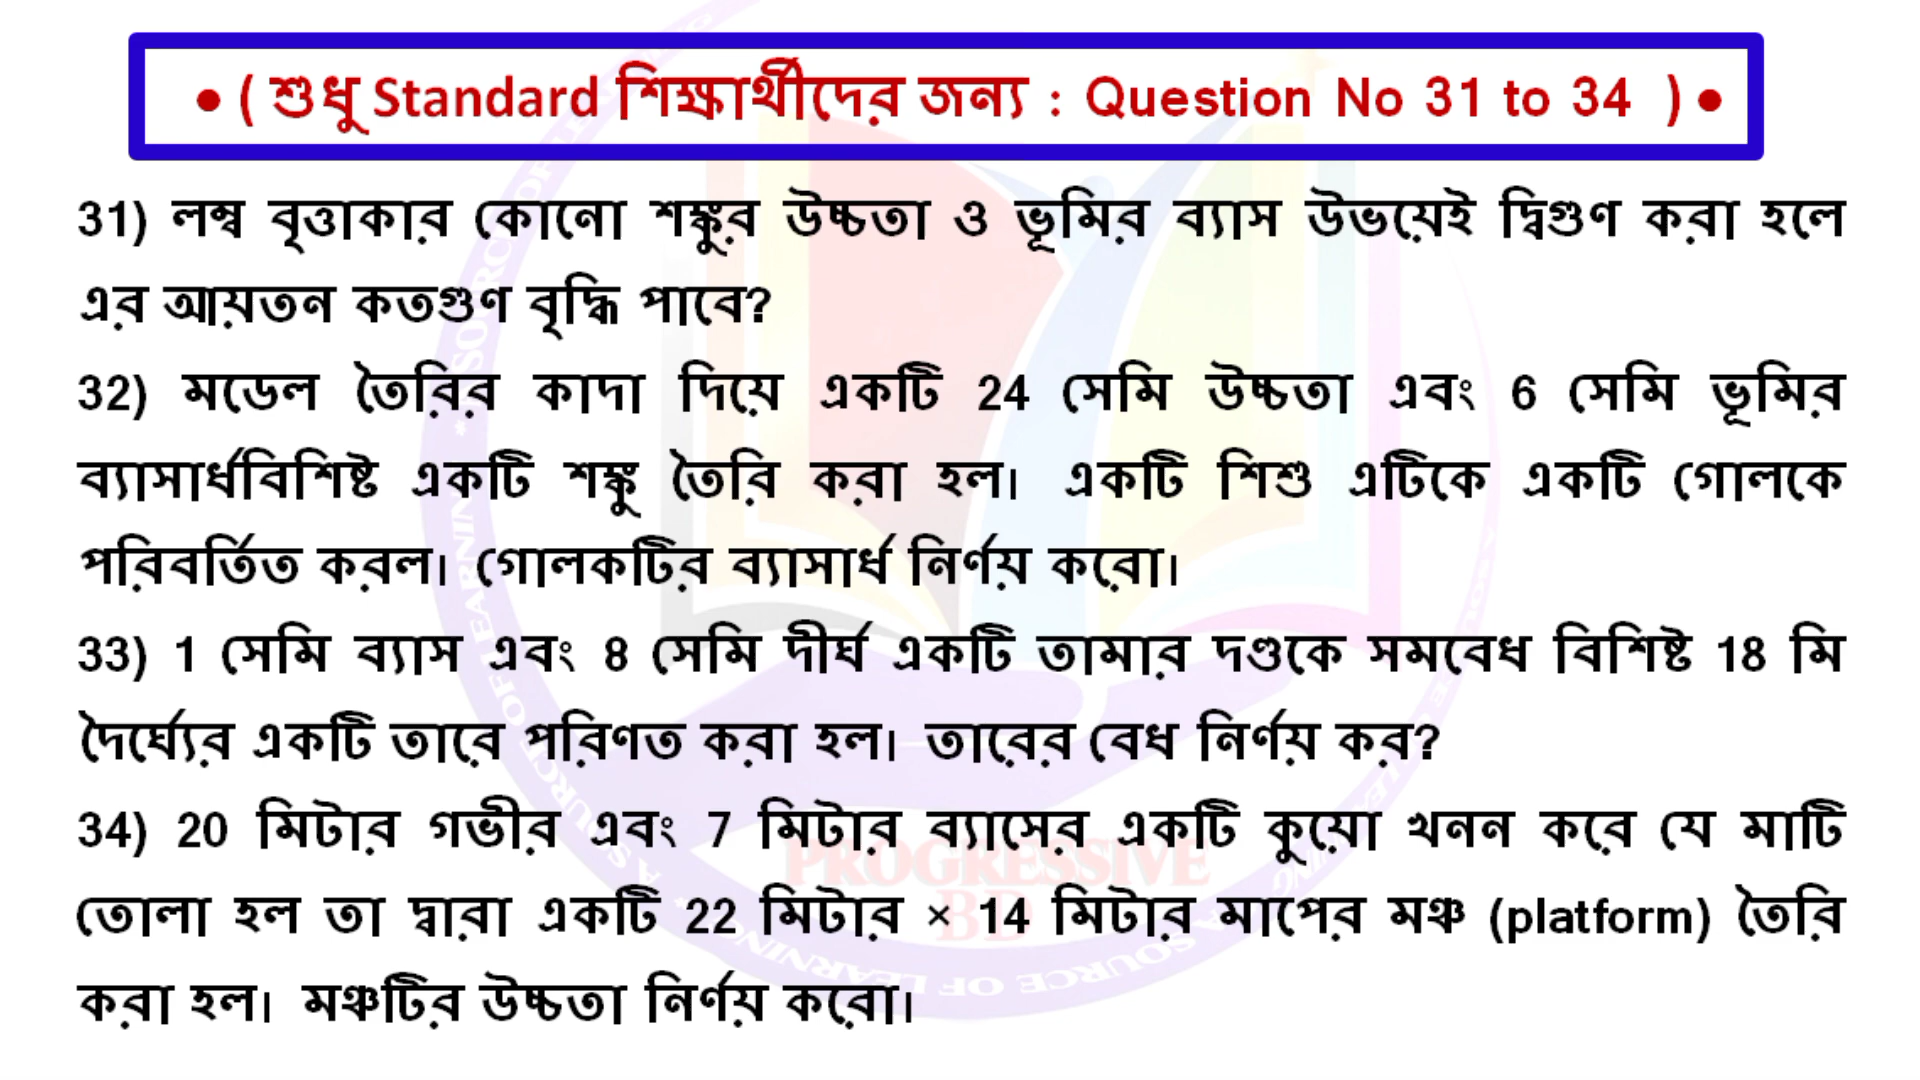 • ( শুধু Standard শিক্ষার্থীদের জন্য : Question No 31 to 34 ) •
31) লম্ব বৃত্তাকার কোনো শঙ্কুর উচ্চতা ও ভূমির ব্যাস উভয়েই দ্বিগুণ করা হলে
এর আয়তন কতগুণ বৃদ্ধি পাবে?
32) মডেল তৈরির কাদা দিয়ে একটি 24 সেমি উচ্চতা এবং 6 সেমি ভূমির
ব্যাসার্ধবিশিষ্ট একটি শঙ্কু তৈরি করা হল। একটি শিশু এটিকে একটি গোলকে
পরিবর্তিত করল। গোলকটির ব্যাসার্ধ নির্ণয় করো।
33) 1 সেমি ব্যাস এবং 8 সেমি দীর্ঘ একটি তামার দণ্ডকে সমবেধ বিশিষ্ট 18 মি
দৈর্ঘ্যের একটি তারে পরিণত করা হল। তারের বেধ নির্ণয় কর?
34) 20 মিটার গভীর এবং 7 মিটার ব্যাসের একটি কুয়ো খনন করে যে মাটি
তোলা হল তা দ্বারা একটি 22 মিটার × 14 মিটার মাপের মঞ্চ (platform) তৈরি
করা হল। মঞ্চটির উচ্চতা নির্ণয় করো।
PROGRESSIVE
BD